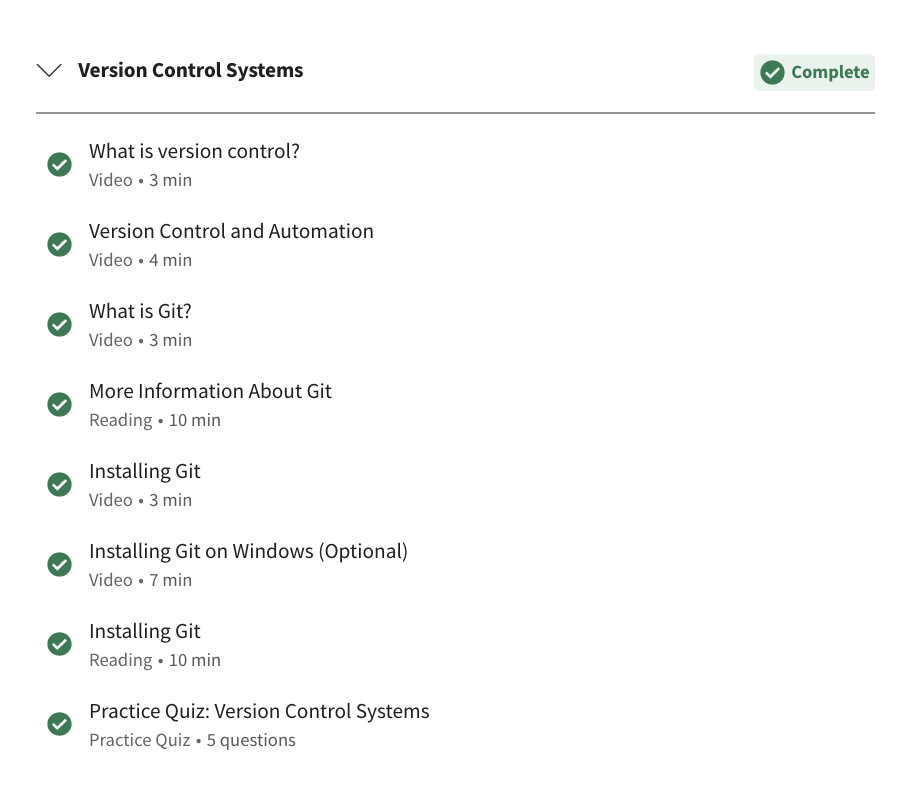 Version Control Systems
Complete
What is version control?
Video • 3 min
Version Control and Automation
Video • 4 min
What is Git?
Video • 3 min
More Information About Git
Reading • 10 min
Installing Git
Video • 3 min
Installing Git on Windows (Optional)
Video • 7 min
Installing Git
Reading • 10 min
Practice Quiz: Version Control Systems
Practice Quiz • 5 questions